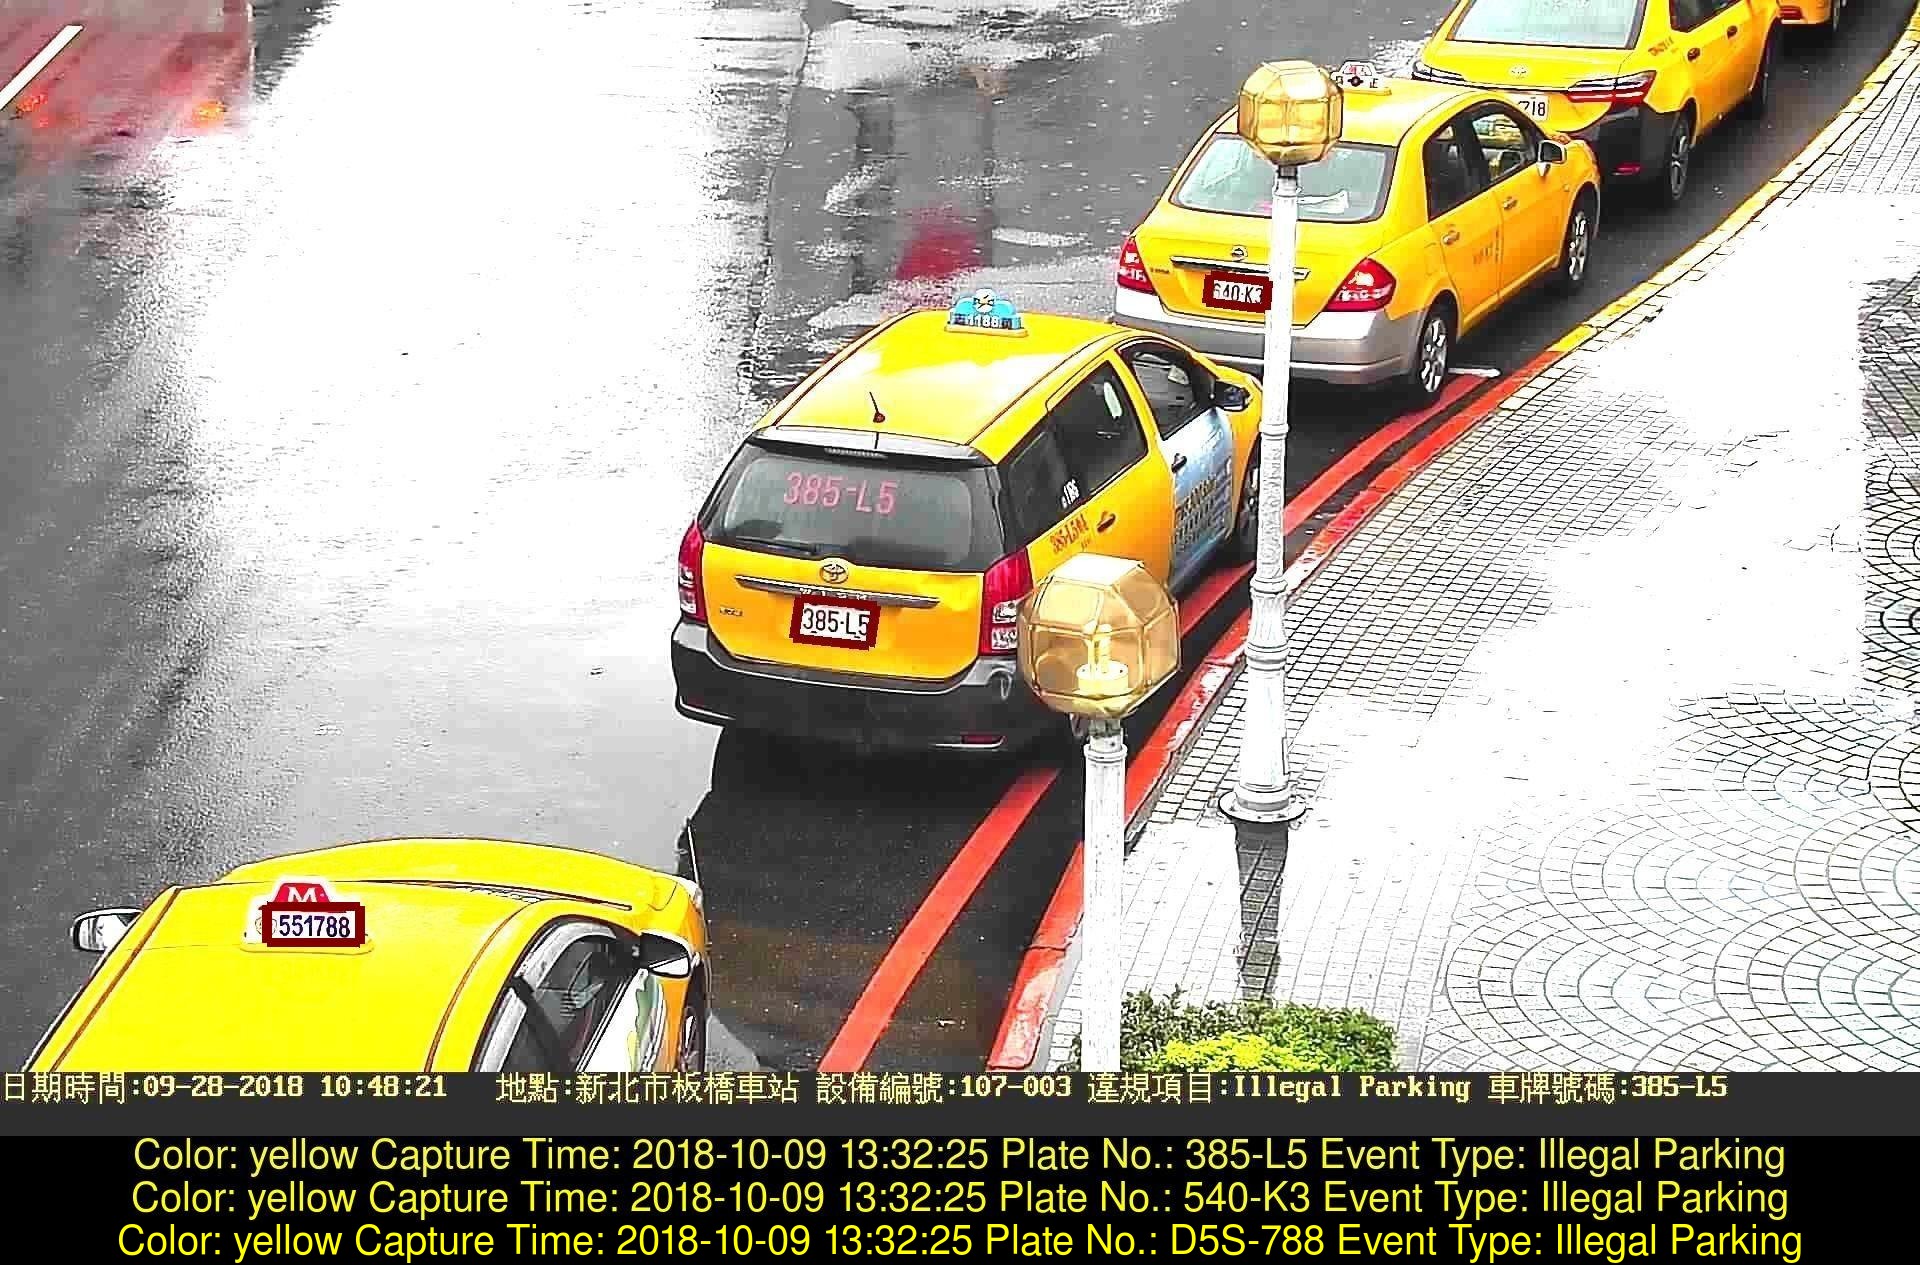 718
640-K3
1188
385-L5
385-L5
M
551788
日期時間:09-28-2018 10:48:21 地點:新北市板橋車站 設備編號:107-003 違規項目:Illegal Parking 車牌號碼:385-L5
Color: yellow Capture Time: 2018-10-09 13:32:25 Plate No.: 385-L5 Event Type: Illegal Parking
Color: yellow Capture Time: 2018-10-09 13:32:25 Plate No.: 540-K3 Event Type: Illegal Parking
Color: yellow Capture Time: 2018-10-09 13:32:25 Plate No.: D5S-788 Event Type: Illegal Parking